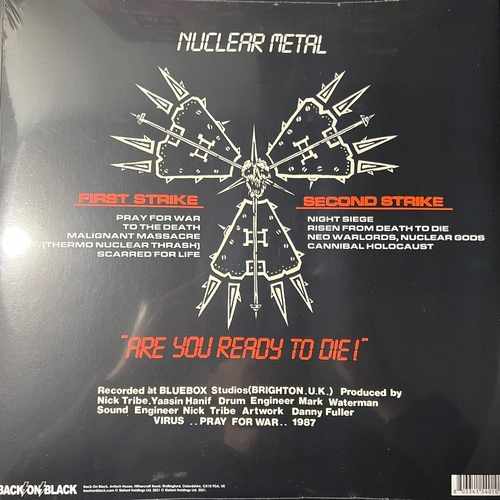 NUCLEAR METAL
FIRST STRIKE
PRAY FOR WAR
TO THE DEATH
MALIGNANT MASSACRE
[THERMO NUCLEAR THRASH]
SCARRED FOR LIFE
SECOND STRIKE
NIGHT SIEGE
RISEN FROM DEATH TO DIE
NEO WARLORDS, NUCLEAR GODS
CANNIBAL HOLOCAUST
"ARE YOU READY TO DIE!"
Recorded at BLUEBOX Studios(BRIGHTON.U.K.) Produced by
Nick Tribe.Yaasin Hanif Drum Engineer Mark Waterman
Sound Engineer Nick Tribe Artwork Danny Fuller
VIRUS ..PRAY FOR WAR.. 1987
BACK ON BLACK